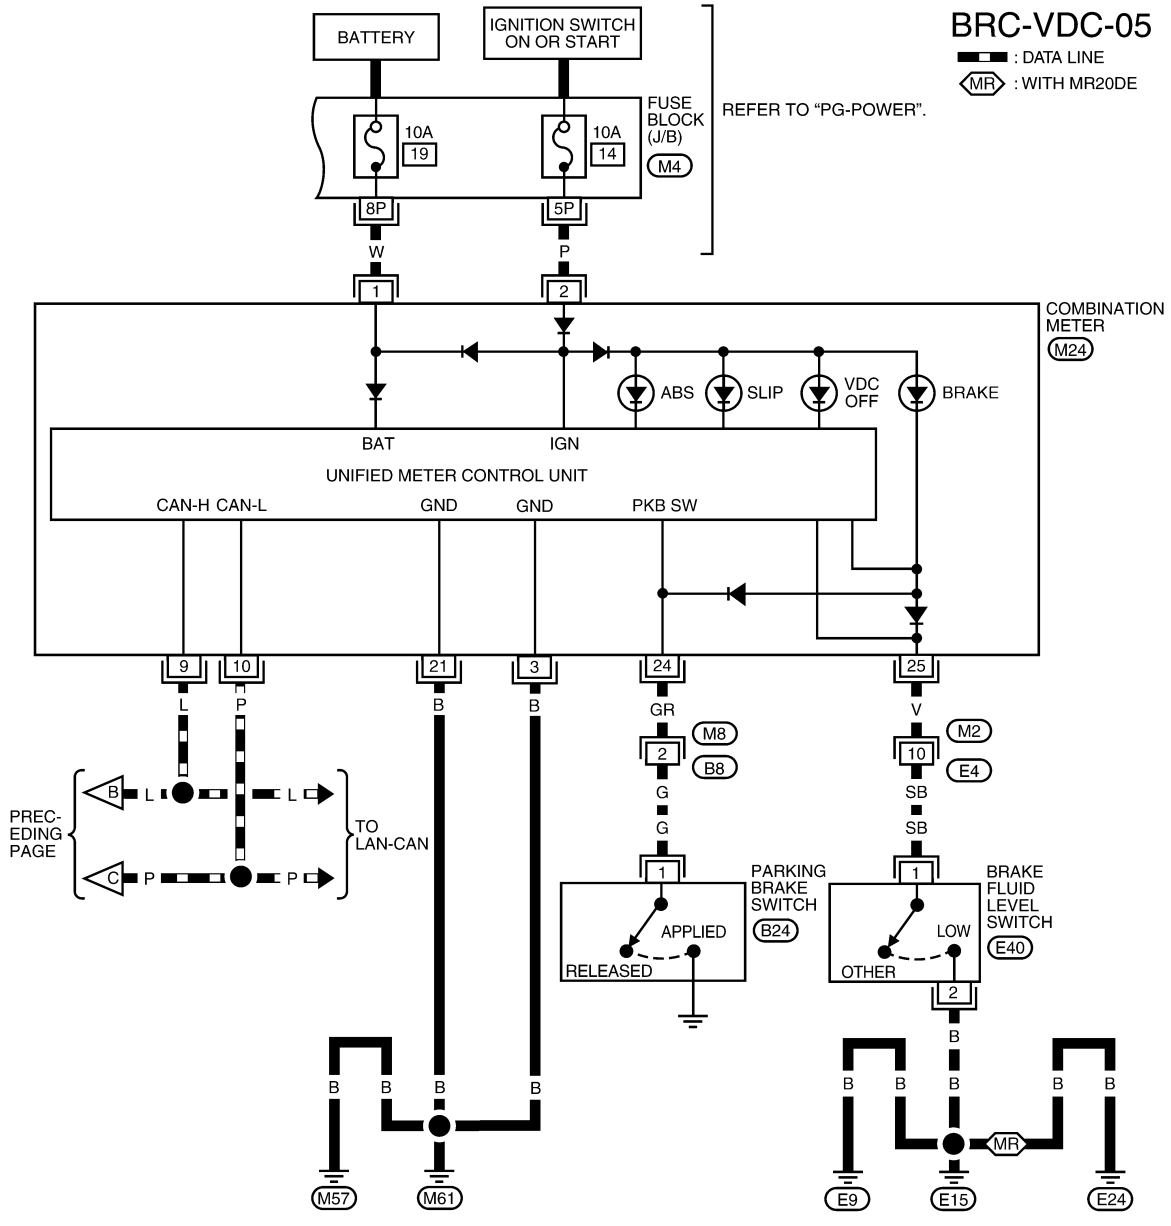 BRC-VDC-05
: DATA LINE
MR : WITH MR20DE
BATTERY
IGNITION SWITCH
ON OR START
FUSE
BLOCK
(J/B)
M4
REFER TO “PG-POWER”.
10A
19
10A
14
8P
5P
W
P
1
2
COMBINATION
METER
M24
ABS
SLIP
VDC
OFF
BRAKE
BAT
IGN
UNIFIED METER CONTROL UNIT
CAN-H
CAN-L
GND
GND
PKB SW
9
10
21
3
24
25
L
P
B
B
GR
V
M8
M2
2
10
B8
E4
G
SB
G
SB
PREC-
EDING
PAGE
B
L
L
C
P
P
TO
LAN-CAN
1
PARKING
BRAKE
SWITCH
B24
APPLIED
RELEASED
1
BRAKE
FLUID
LEVEL
SWITCH
E40
LOW
OTHER
2
B
B
B
B
B
B
B
B
B
B
MR
M57
M61
E9
E15
E24